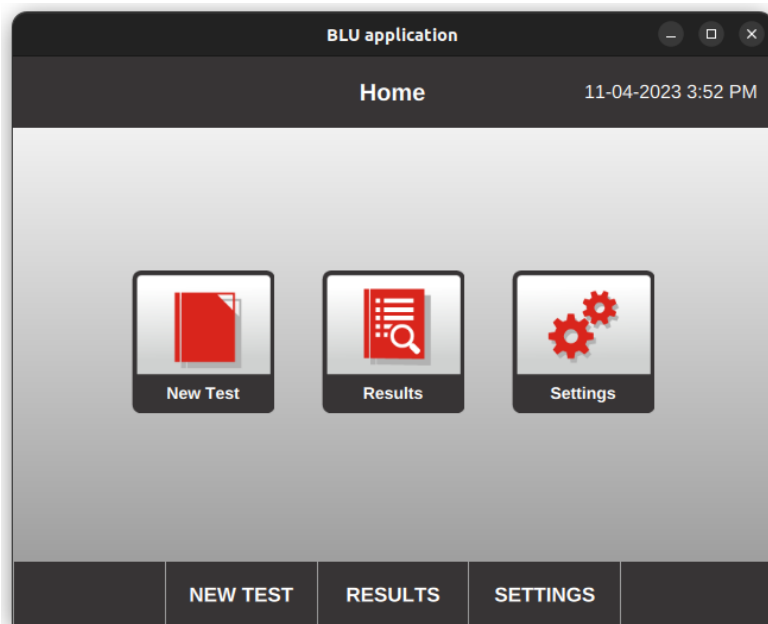 BLU application
Home
11-04-2023 3:52 PM
New Test
Results
Settings
NEW TEST
RESULTS
SETTINGS